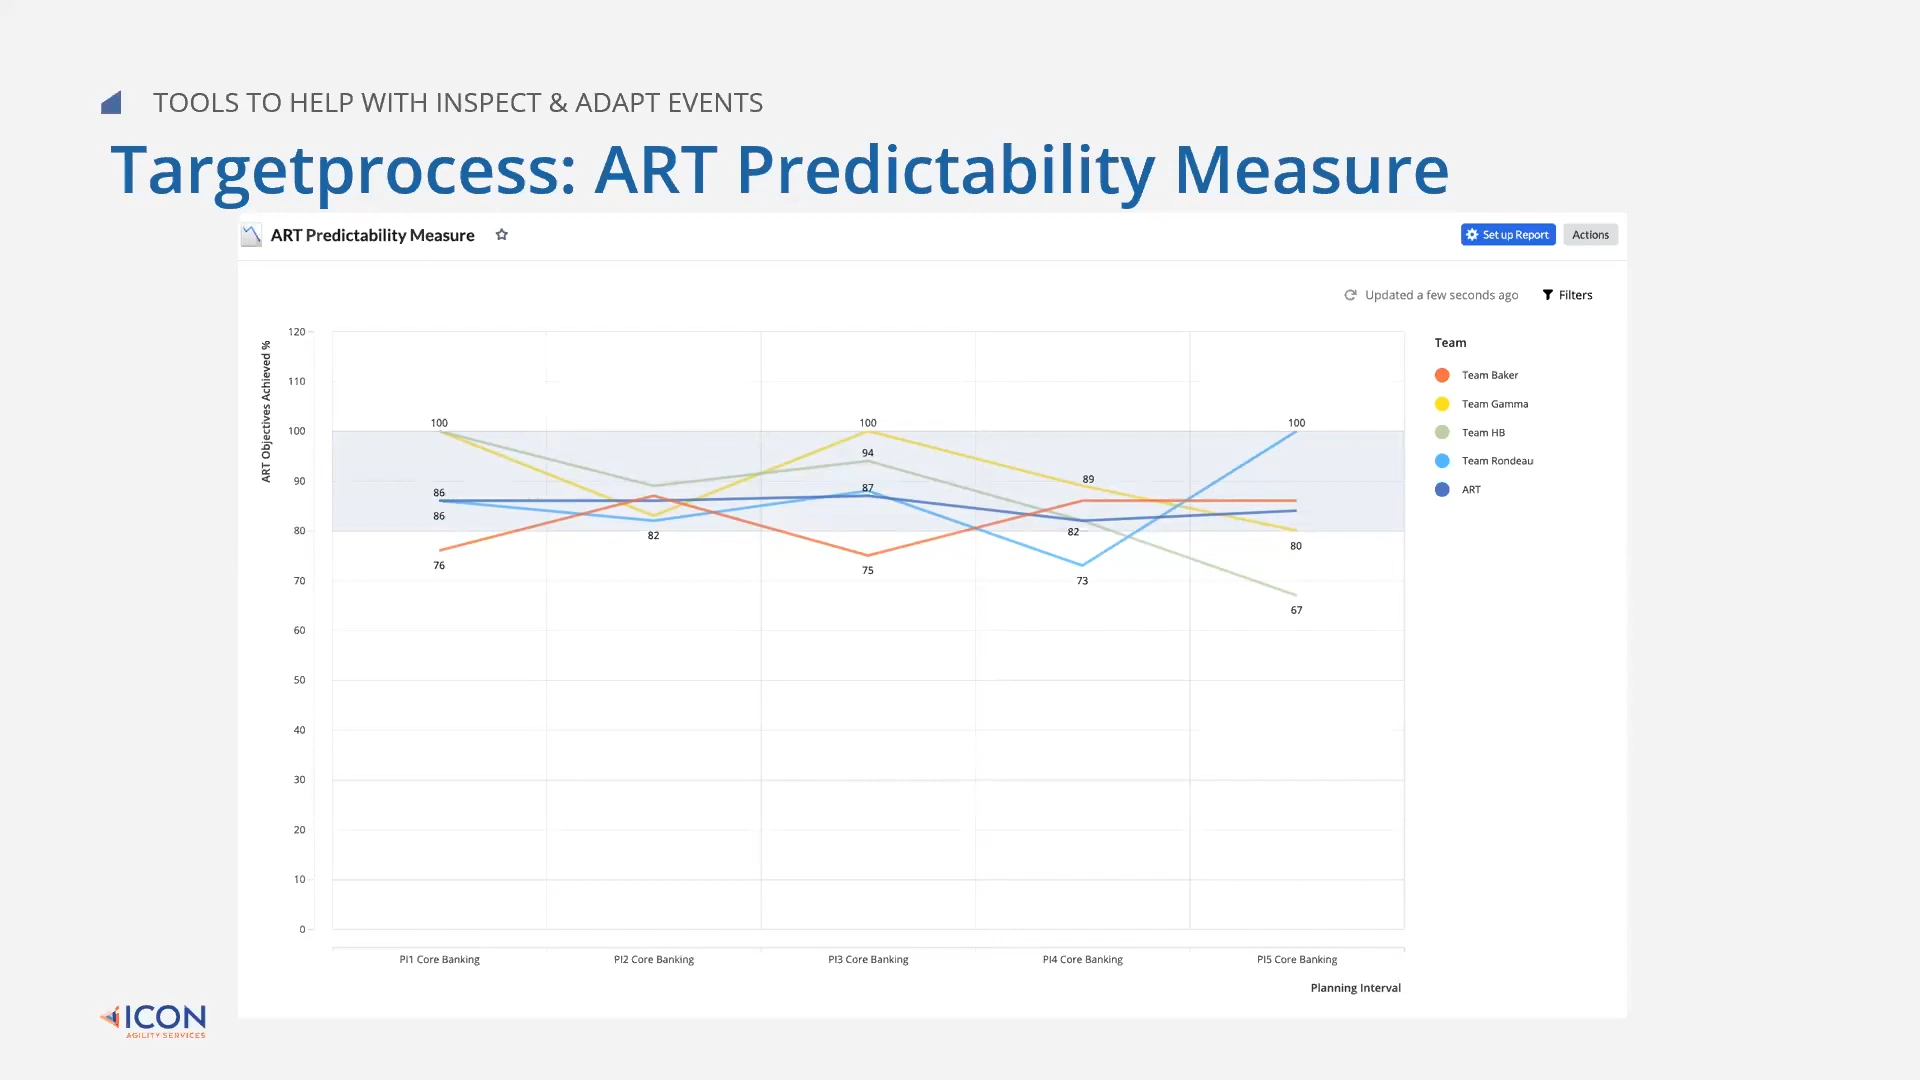 TOOLS TO HELP WITH INSPECT & ADAPT EVENTS
Targetprocess: ART Predictability Measure
ART Predictability Measure
Set up Report
Actions
Updated a few seconds ago
Filters
ART Objectives Achieved %
120
110
100
90
80
70
60
50
40
30
20
10
0
100
86
86
76
82
100
94
87
75
89
82
73
100
80
67
Team
Team Baker
Team Gamma
Team HB
Team Rondeau
ART
PI1 Core Banking
PI2 Core Banking
PI3 Core Banking
PI4 Core Banking
PI5 Core Banking
Planning Interval
ICON
AGILITY SERVICES